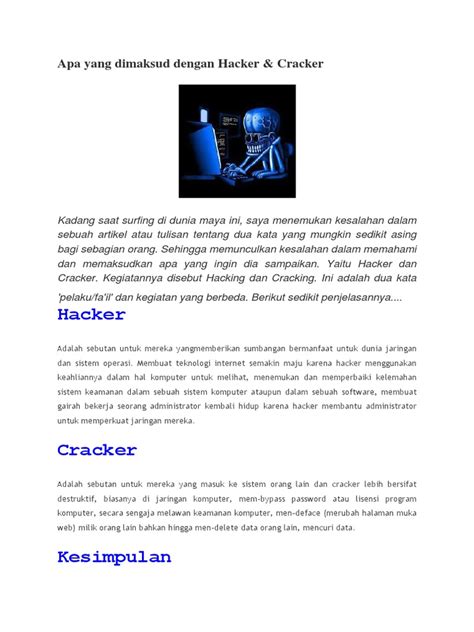 Apa yang dimaksud dengan Hacker & Cracker
Kadang saat surfing di dunia maya ini, saya menemukan kesalahan dalam
sebuah artikel atau tulisan tentang dua kata yang mungkin sedikit asing
bagi sebagian orang. Sehingga memunculkan kesalahan dalam memahami
dan memaksudkan apa yang ingin dia sampaikan. Yaitu Hacker dan
Cracker. Kegiatannya disebut Hacking dan Cracking. Ini adalah dua kata
'pelaku/fa'il' dan kegiatan yang berbeda. Berikut sedikit penjelasannya....
Hacker
Adalah sebutan untuk mereka yangmemberikan sumbangan bermanfaat untuk dunia jaringan
dan sistem operasi. Membuat teknologi internet semakin maju karena hacker menggunakan
keahliannya dalam hal komputer untuk melihat, menemukan dan memperbaiki kelemahan
sistem keamanan dalam sebuah sistem komputer ataupun dalam sebuah software, membuat
gairah bekerja seorang administrator kembali hidup karena hacker membantu administrator
untuk memperkuat jaringan mereka.
Cracker
Adalah sebutan untuk mereka yang masuk ke sistem orang lain dan cracker lebih bersifat
destruktif, biasanya di jaringan komputer, mem-bypass password atau lisensi program
komputer, secara sengaja melawan keamanan komputer, men-deface (merubah halaman muka
web) milik orang lain bahkan hingga men-delete data orang lain, mencuri data.
Kesimpulan